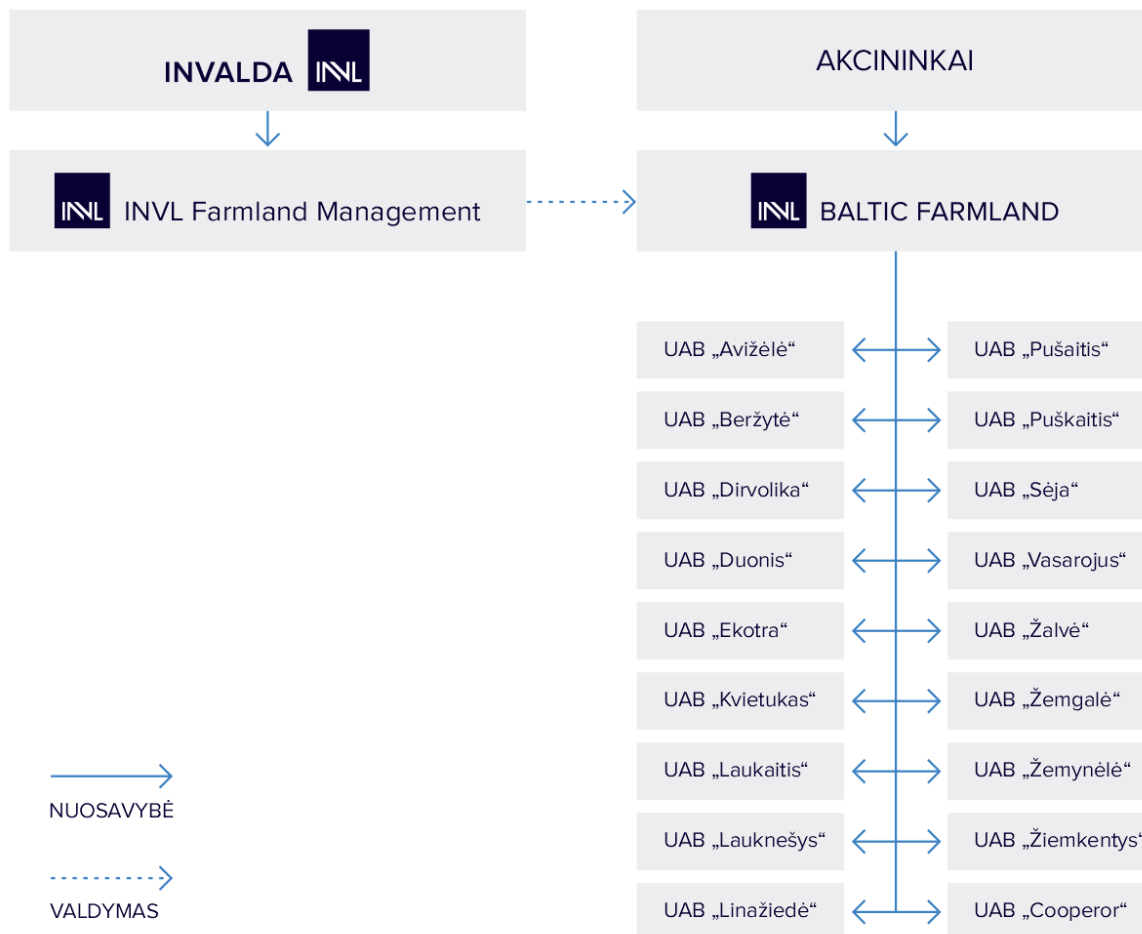 INVALDA INVL
AKCININKAI
INVL INVL Farmland Management
INVL BALTIC FARMLAND
UAB „Avižėlė“
UAB „Pušaitis“
UAB „Beržytė“
UAB „Puškaitis“
UAB „Dirvolika“
UAB „Sėja“
UAB „Duonis“
UAB „Vasarojus“
UAB „Ekotra“
UAB „Žalvė“
UAB „Kvietukas“
UAB „Žemgalė“
UAB „Laukaitis“
UAB „Žemynėlė“
UAB „Lauknešys“
UAB „Žiemkentys“
UAB „Linažiedė“
UAB „Cooperor“
NUOSAVYBĖ
VALDYMAS